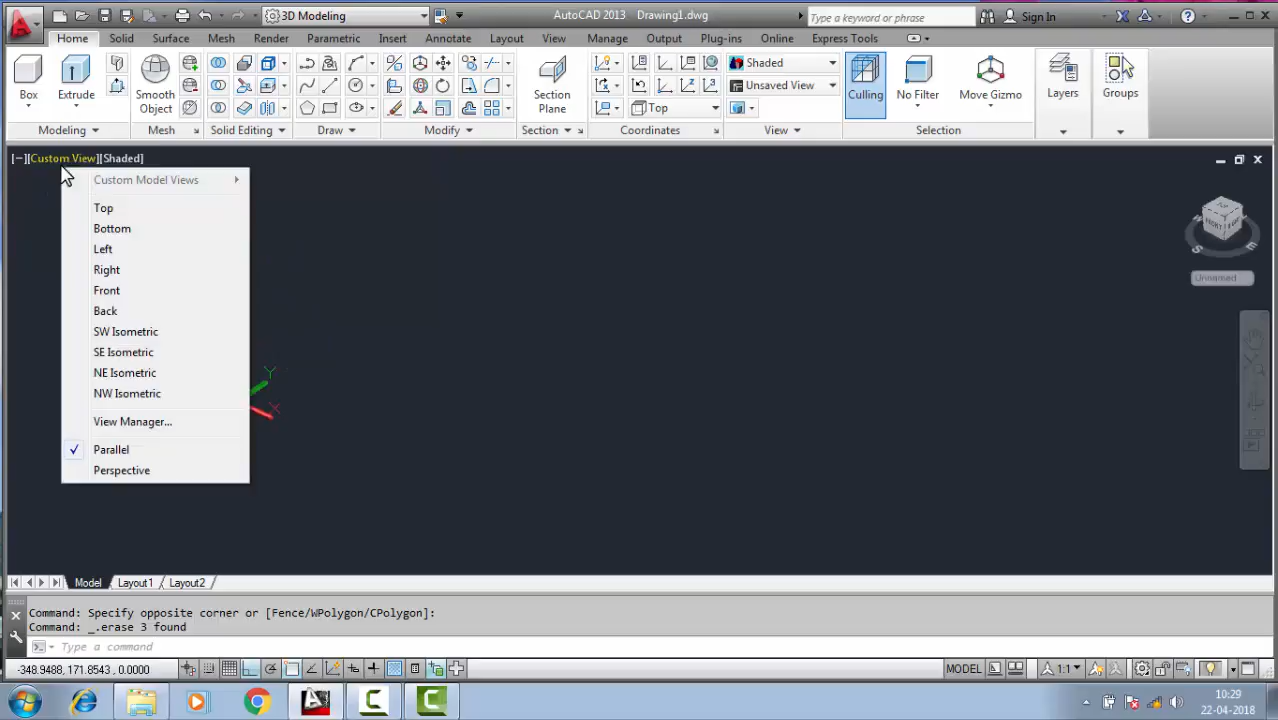 3D Modeling
AutoCAD 2013 Drawing1.dwg
Type a keyword or phrase
Sign In
Home Solid Surface Mesh Render Parametric Insert Annotate Layout View Manage Output Plug-ins Online Express Tools
Box
Extrude
Smooth
Object
Section
Plane
Shaded
Unsaved View
Top
Culling
No Filter
Move Gizmo
Layers
Groups
Modeling
Mesh
Solid Editing
Draw
Modify
Section
Coordinates
View
Selection
[−][Custom View][Shaded]
Custom Model Views
Top
Bottom
Left
Right
Front
Back
SW Isometric
SE Isometric
NE Isometric
NW Isometric
View Manager...
Parallel
Perspective
Y
X
S
E
Unnamed
Model Layout1 Layout2
Command: Specify opposite corner or [Fence/WPolygon/CPolygon]:
Command: _.erase 3 found
Type a command
-348.9488, 171.8543 , 0.0000
MODEL
1:1
10:29
22-04-2018